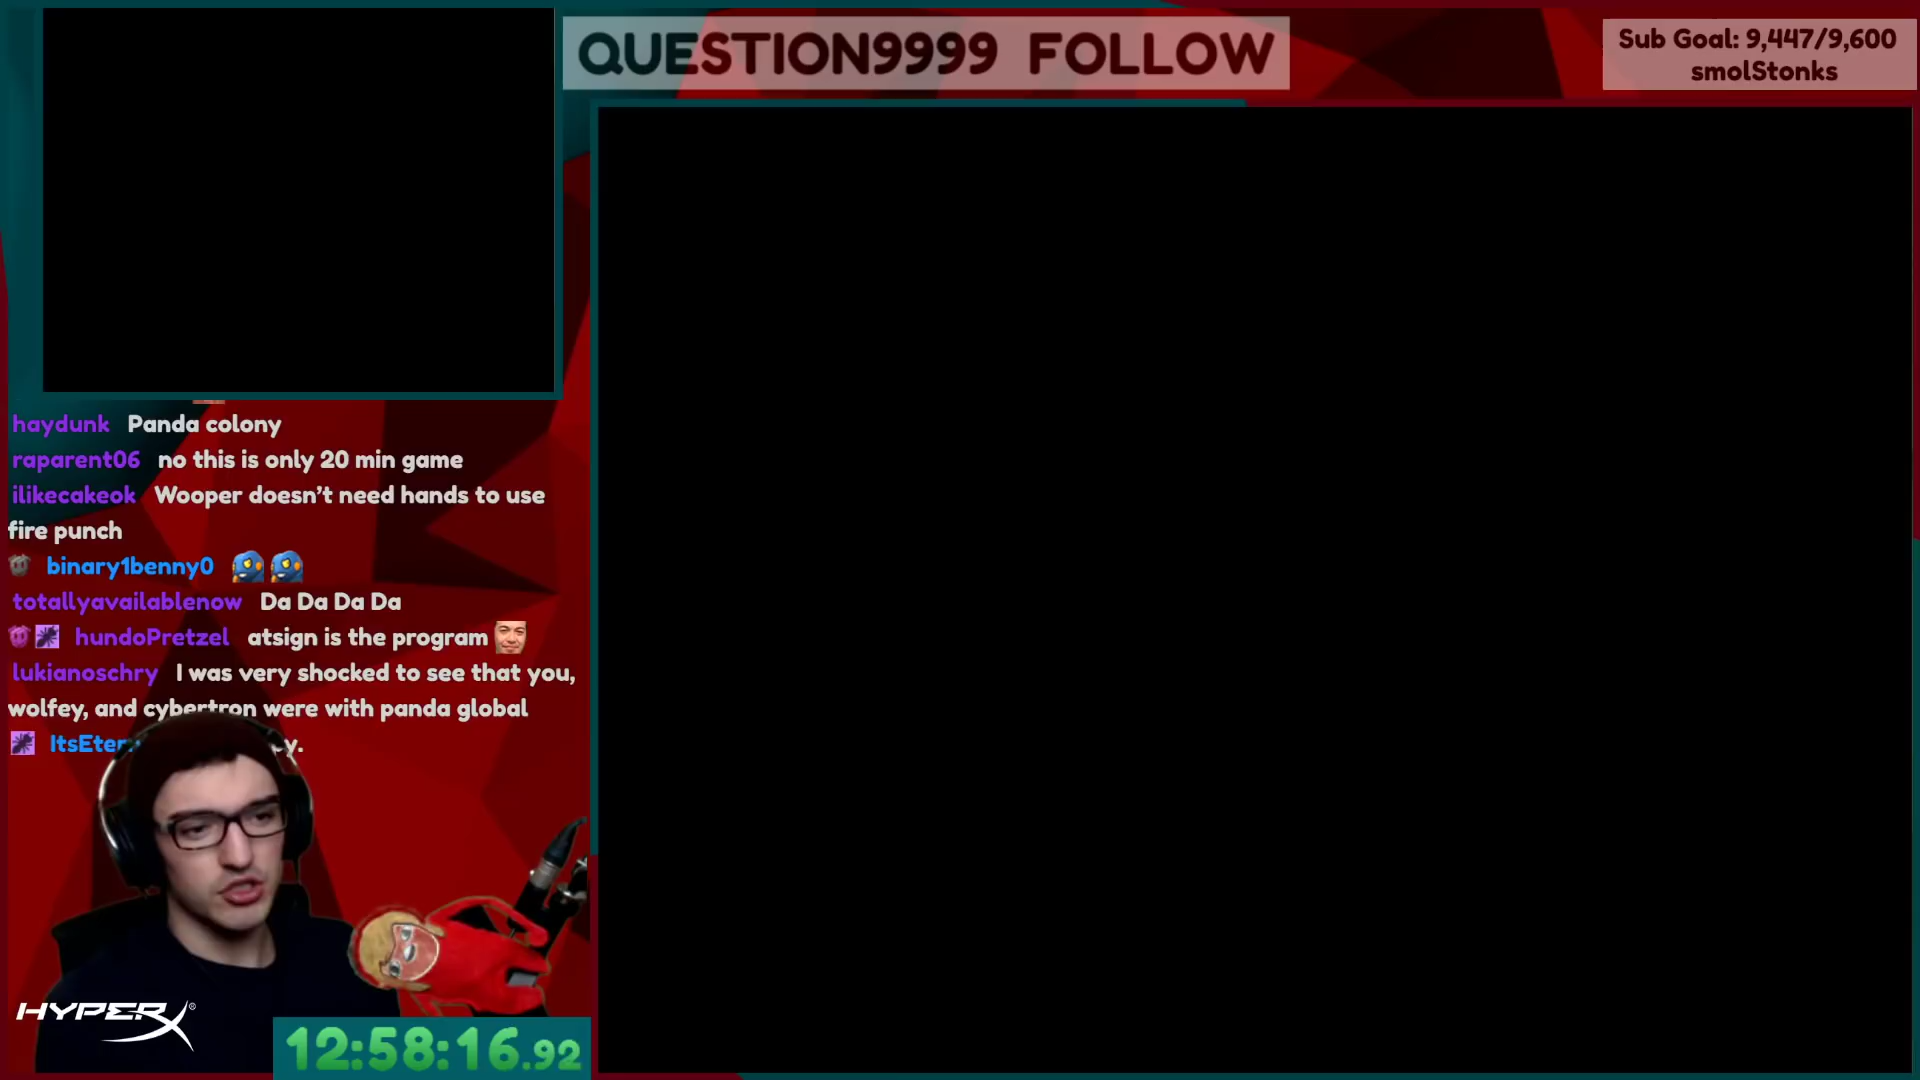 QUESTION9999 FOLLOW
Sub Goal: 9,447/9,600
smolStonks
haydunk Panda colony
raparent06 no this is only 20 min game
ilikecakeok Wooper doesn’t need hands to use
fire punch
binary1benny0
totallyavailablenow Da Da Da Da
hundoPretzel atsign is the program
lukianoschry I was very shocked to see that you,
wolfey, and cybertron were with panda global
HYPERX®
12:58:16.92